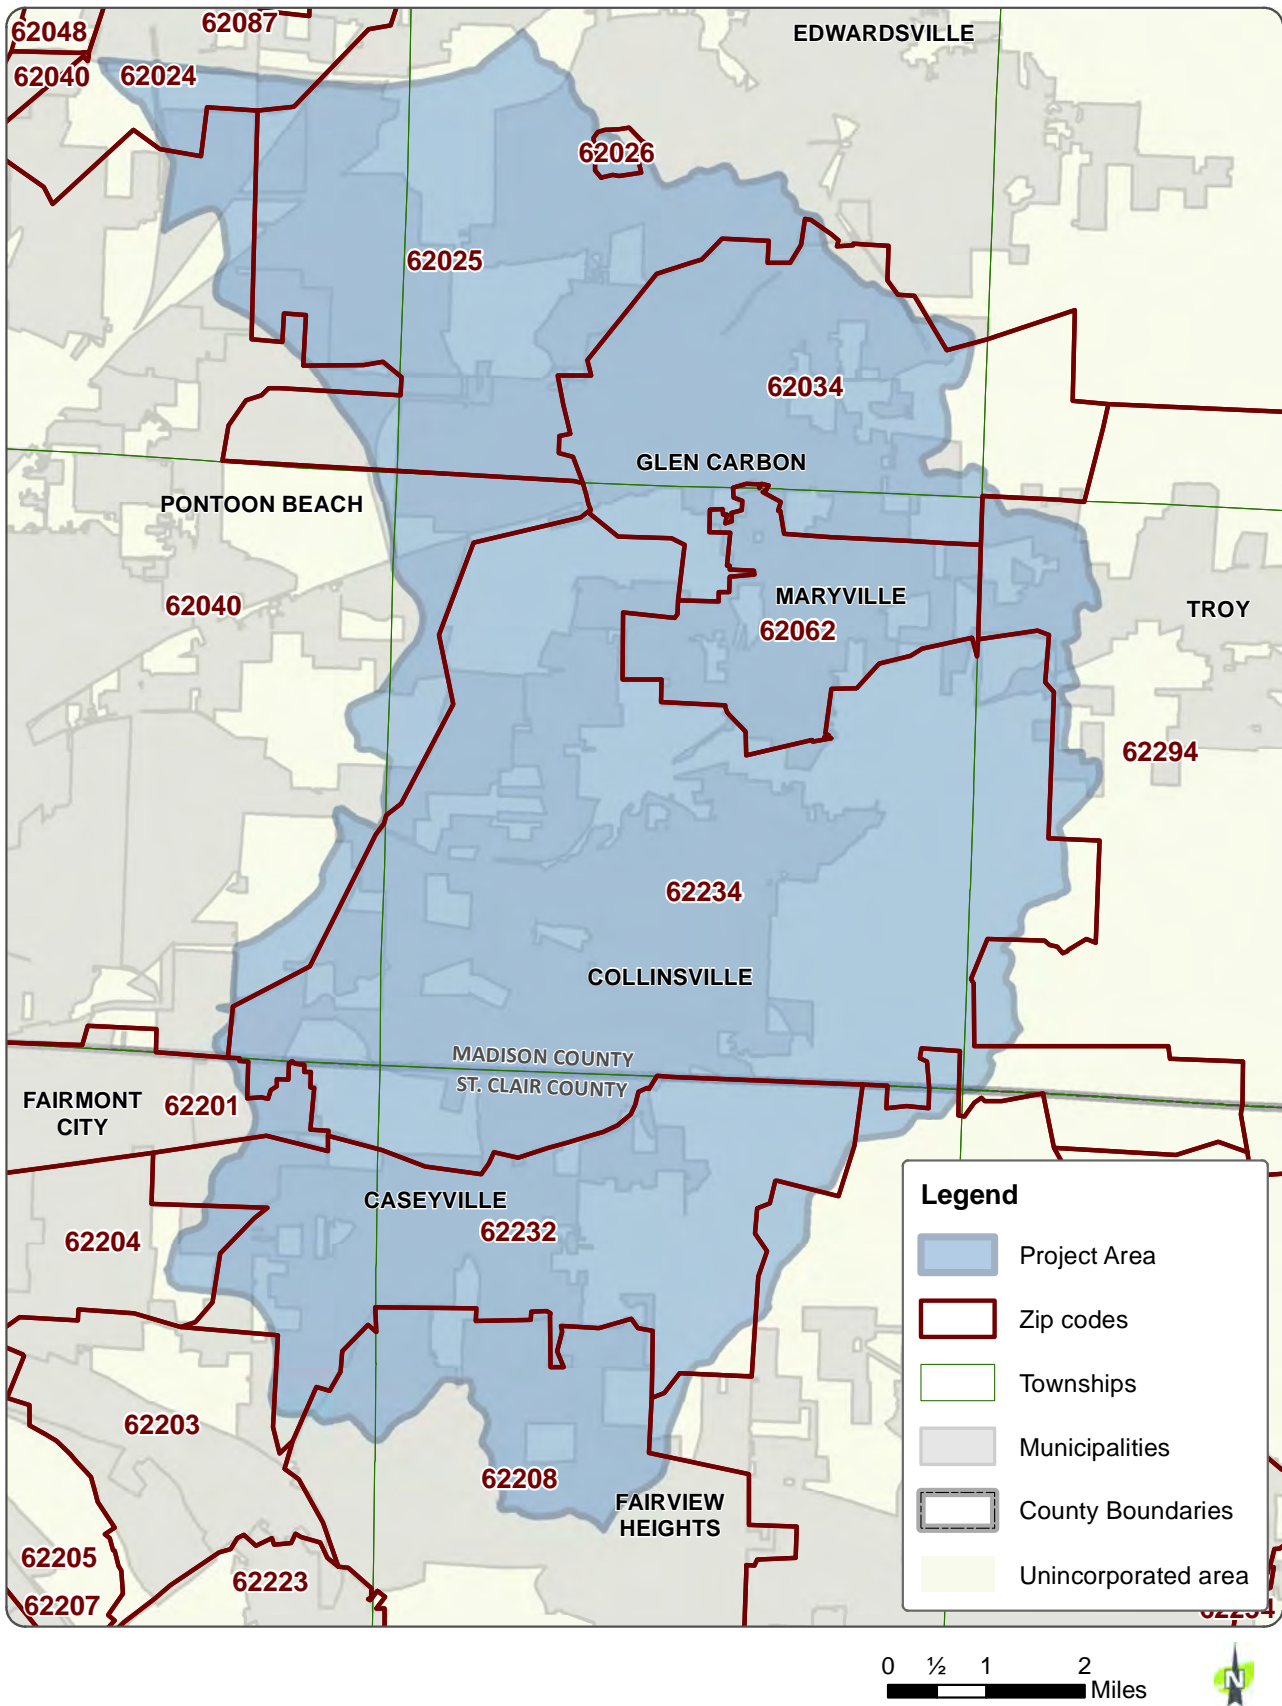 62048
62087
EDWARDSVILLE
62040
62024
62026
62025
62034
GLEN CARBON
PONTOON BEACH
62040
MARYVILLE
62062
TROY
62294
62234
COLLINSVILLE
MADISON COUNTY
ST. CLAIR COUNTY
FAIRMONT
CITY
62201
CASEYVILLE
62232
62204
Legend
Project Area
Zip codes
Townships
Municipalities
County Boundaries
Unincorporated area
62203
62208
FAIRVIEW
HEIGHTS
62205
62223
62207
0 ½ 1 2
Miles
N